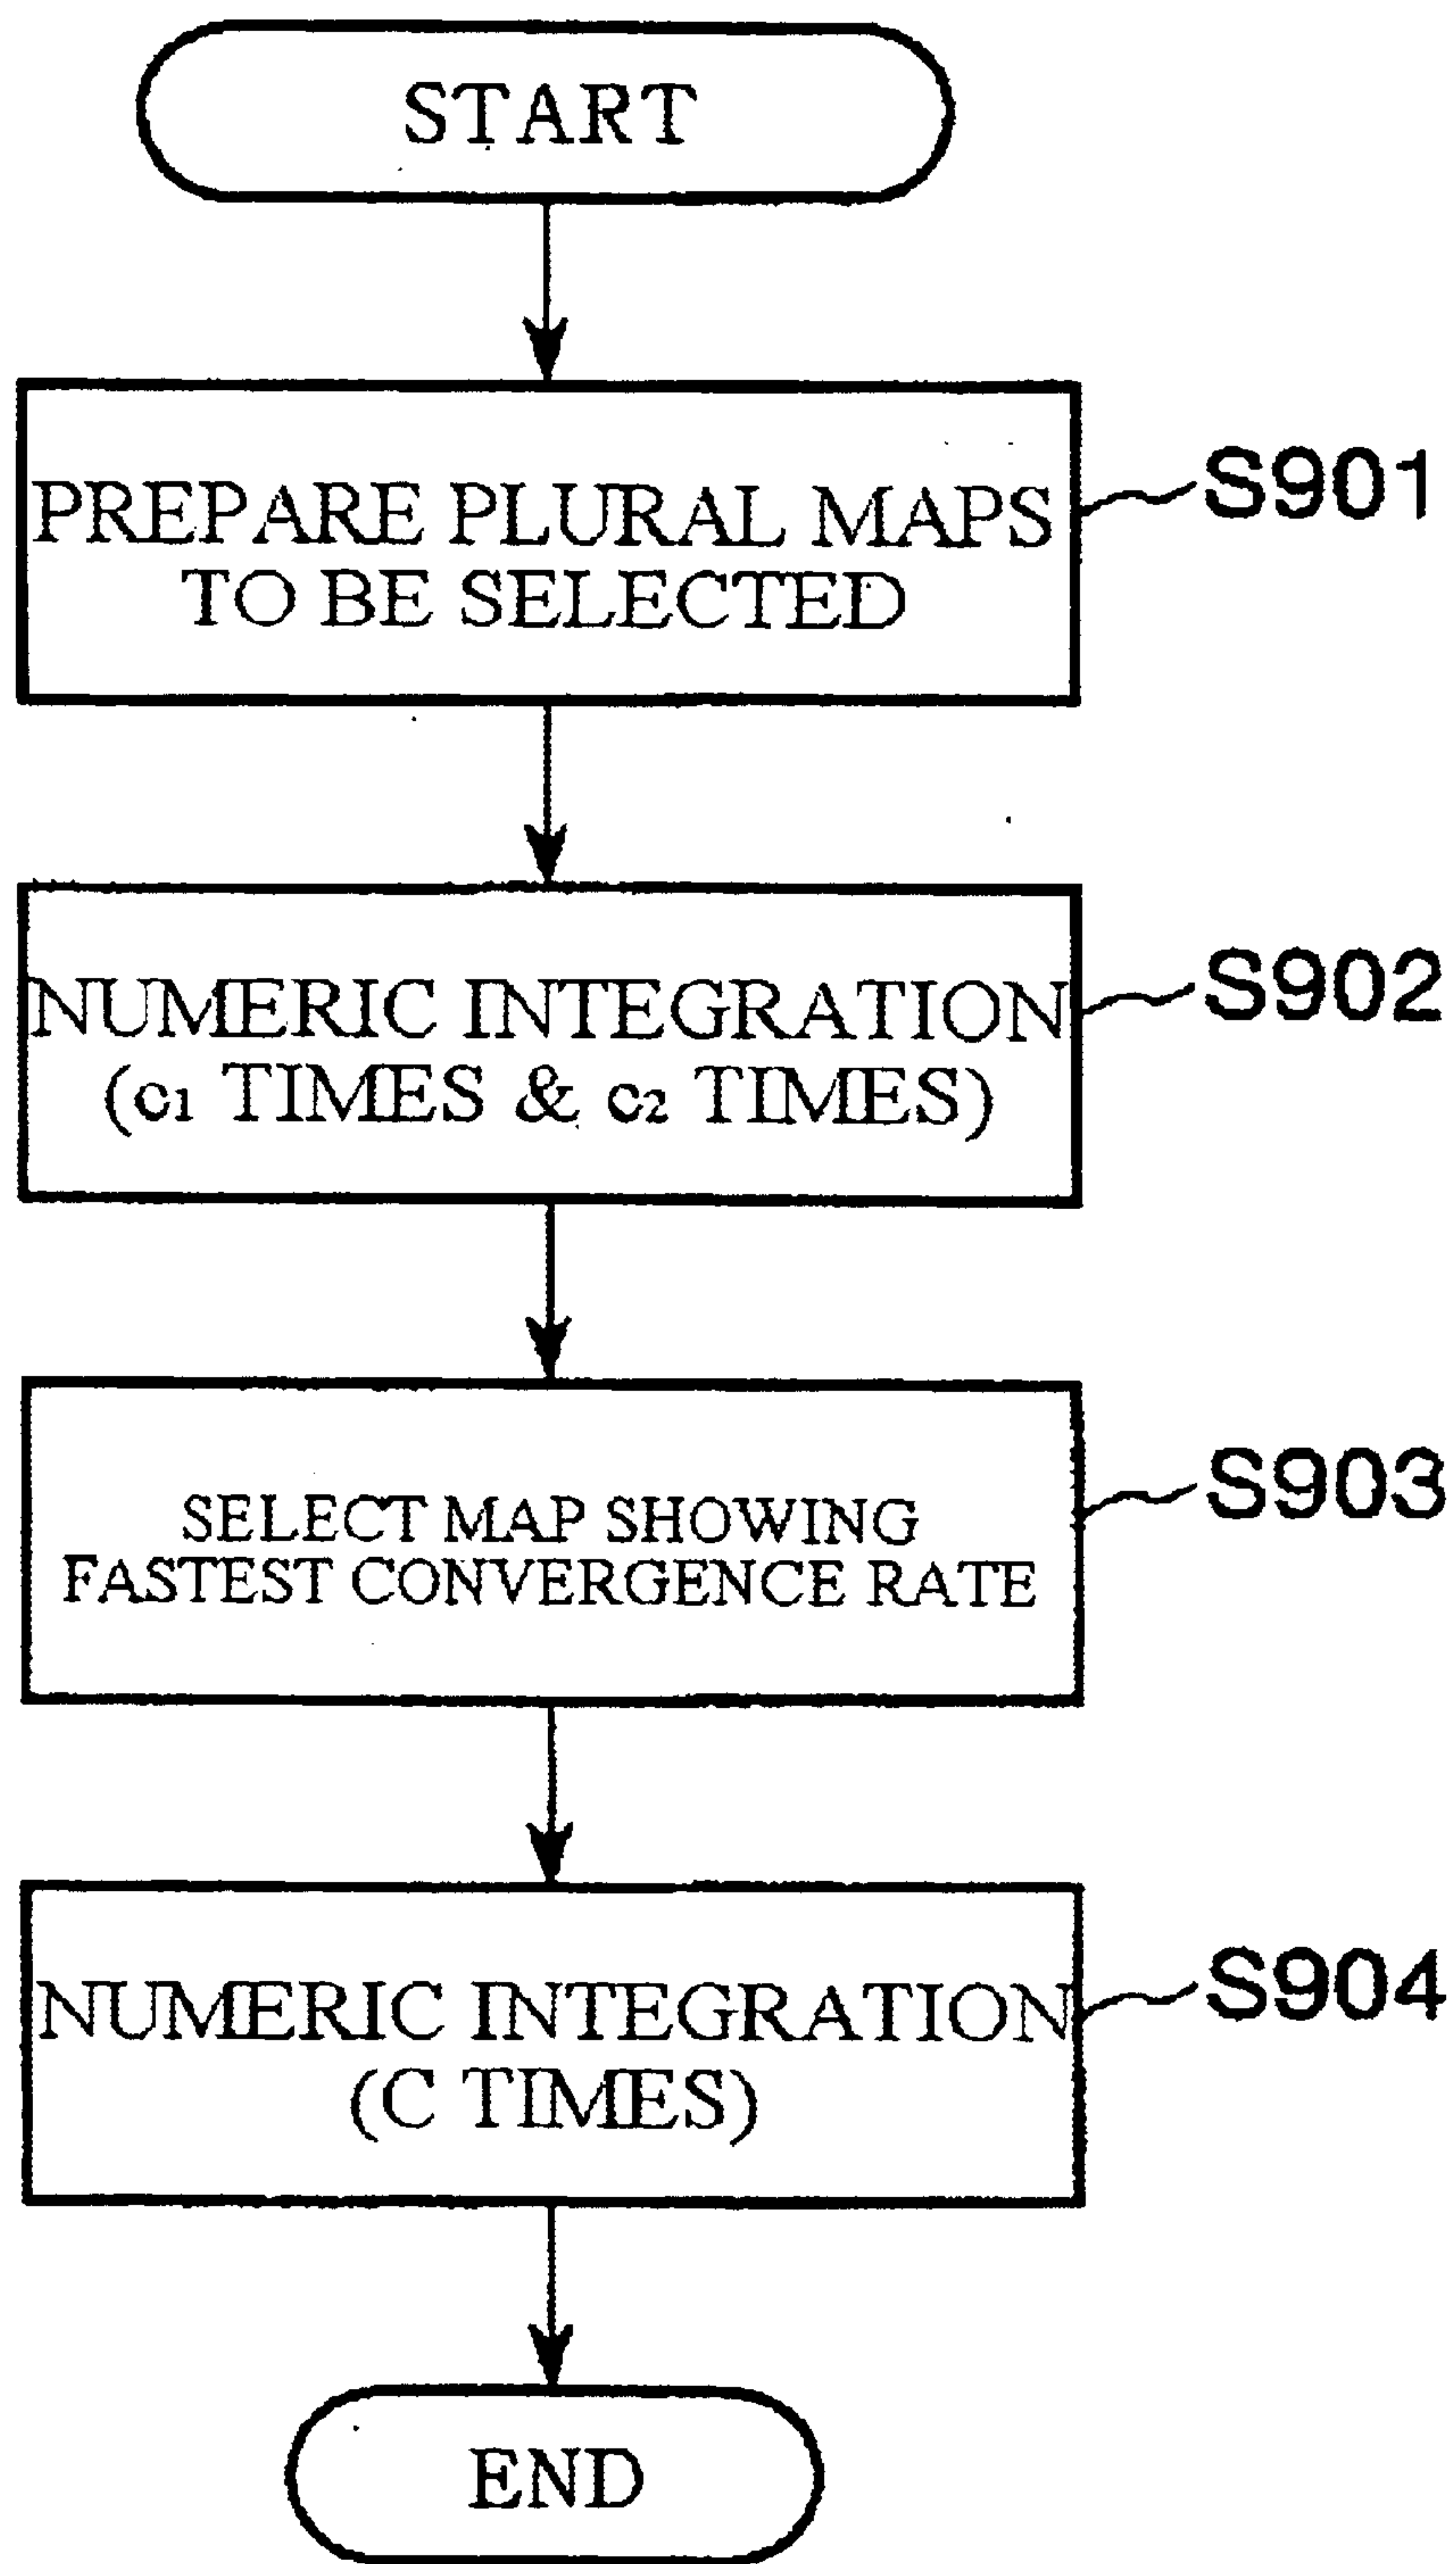 START
PREPARE PLURAL MAPS
TO BE SELECTED
S901
NUMERIC INTEGRATION
(c1 TIMES & c2 TIMES)
S902
SELECT MAP SHOWING
FASTEST CONVERGENCE RATE
S903
NUMERIC INTEGRATION
(C TIMES)
S904
END